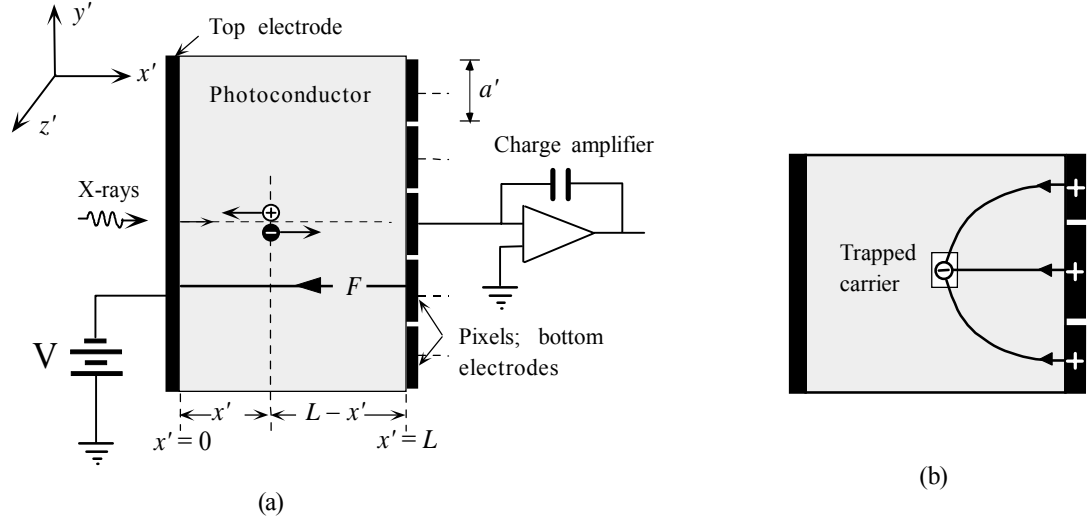 y′
x′
z′
Top electrode
Photoconductor
a′
Charge amplifier
X-rays
+
−
F
V
Pixels; bottom
electrodes
x′
L − x′
x′ = 0
x′ = L
(a)
Trapped
carrier
−
+
+
+
(b)